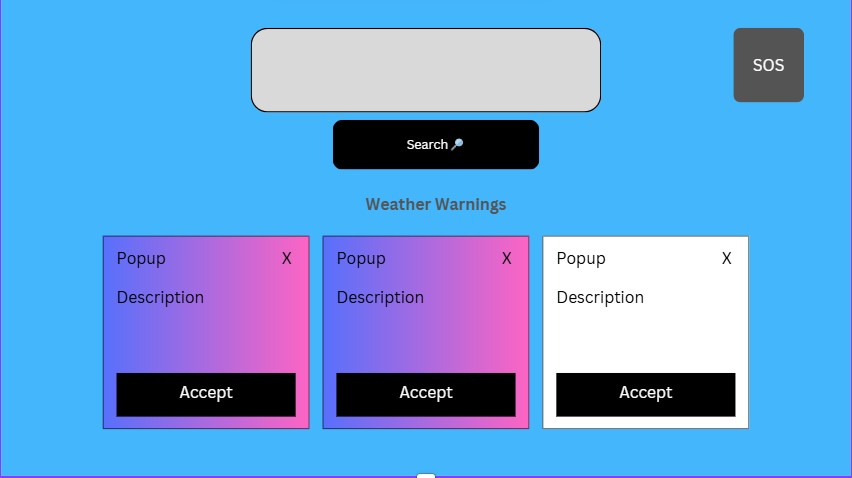 SOS
Search 🔎
Weather Warnings
Popup X
Description
Accept
Popup X
Description
Accept
Popup X
Description
Accept